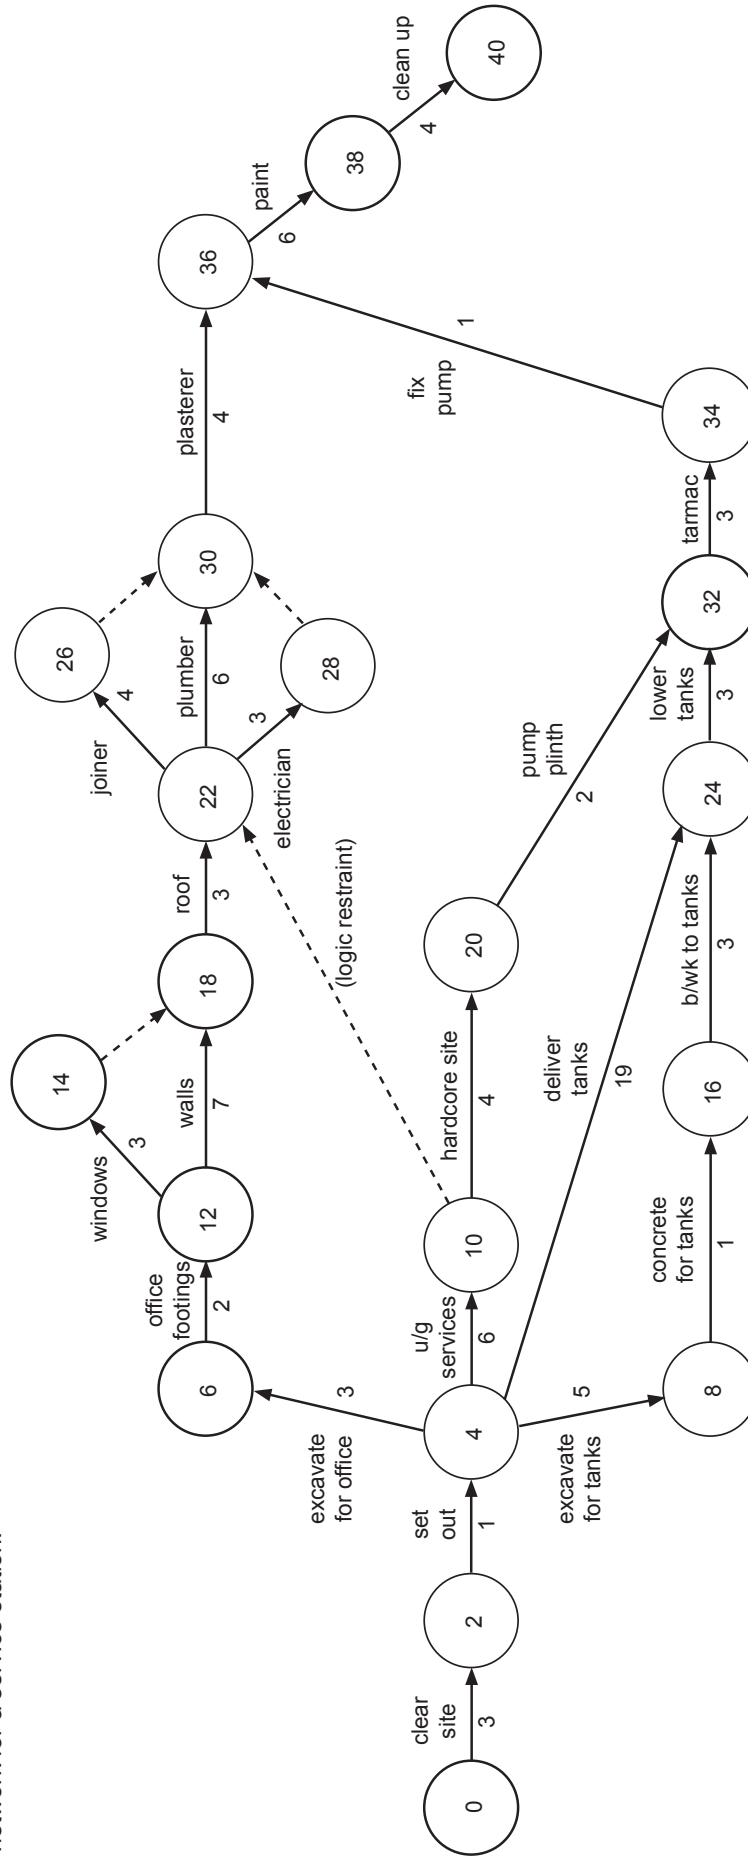 network for a service station.
0
clear
site
3
2
set
out
1
4
excavate
for office
3
6
office
footings
2
12
windows
3
14
walls
7
18
roof
3
22
joiner
4
26
plumber
6
30
electrician
3
28
plasterer
4
36
paint
6
38
clean up
4
40
u/g
services
6
10
(logic restraint)
hardcore site
4
20
pump
plinth
2
deliver
tanks
19
excavate
for tanks
5
8
concrete
for tanks
1
16
b/wk to tanks
3
24
lower
tanks
3
32
tarmac
3
34
fix
pump
1